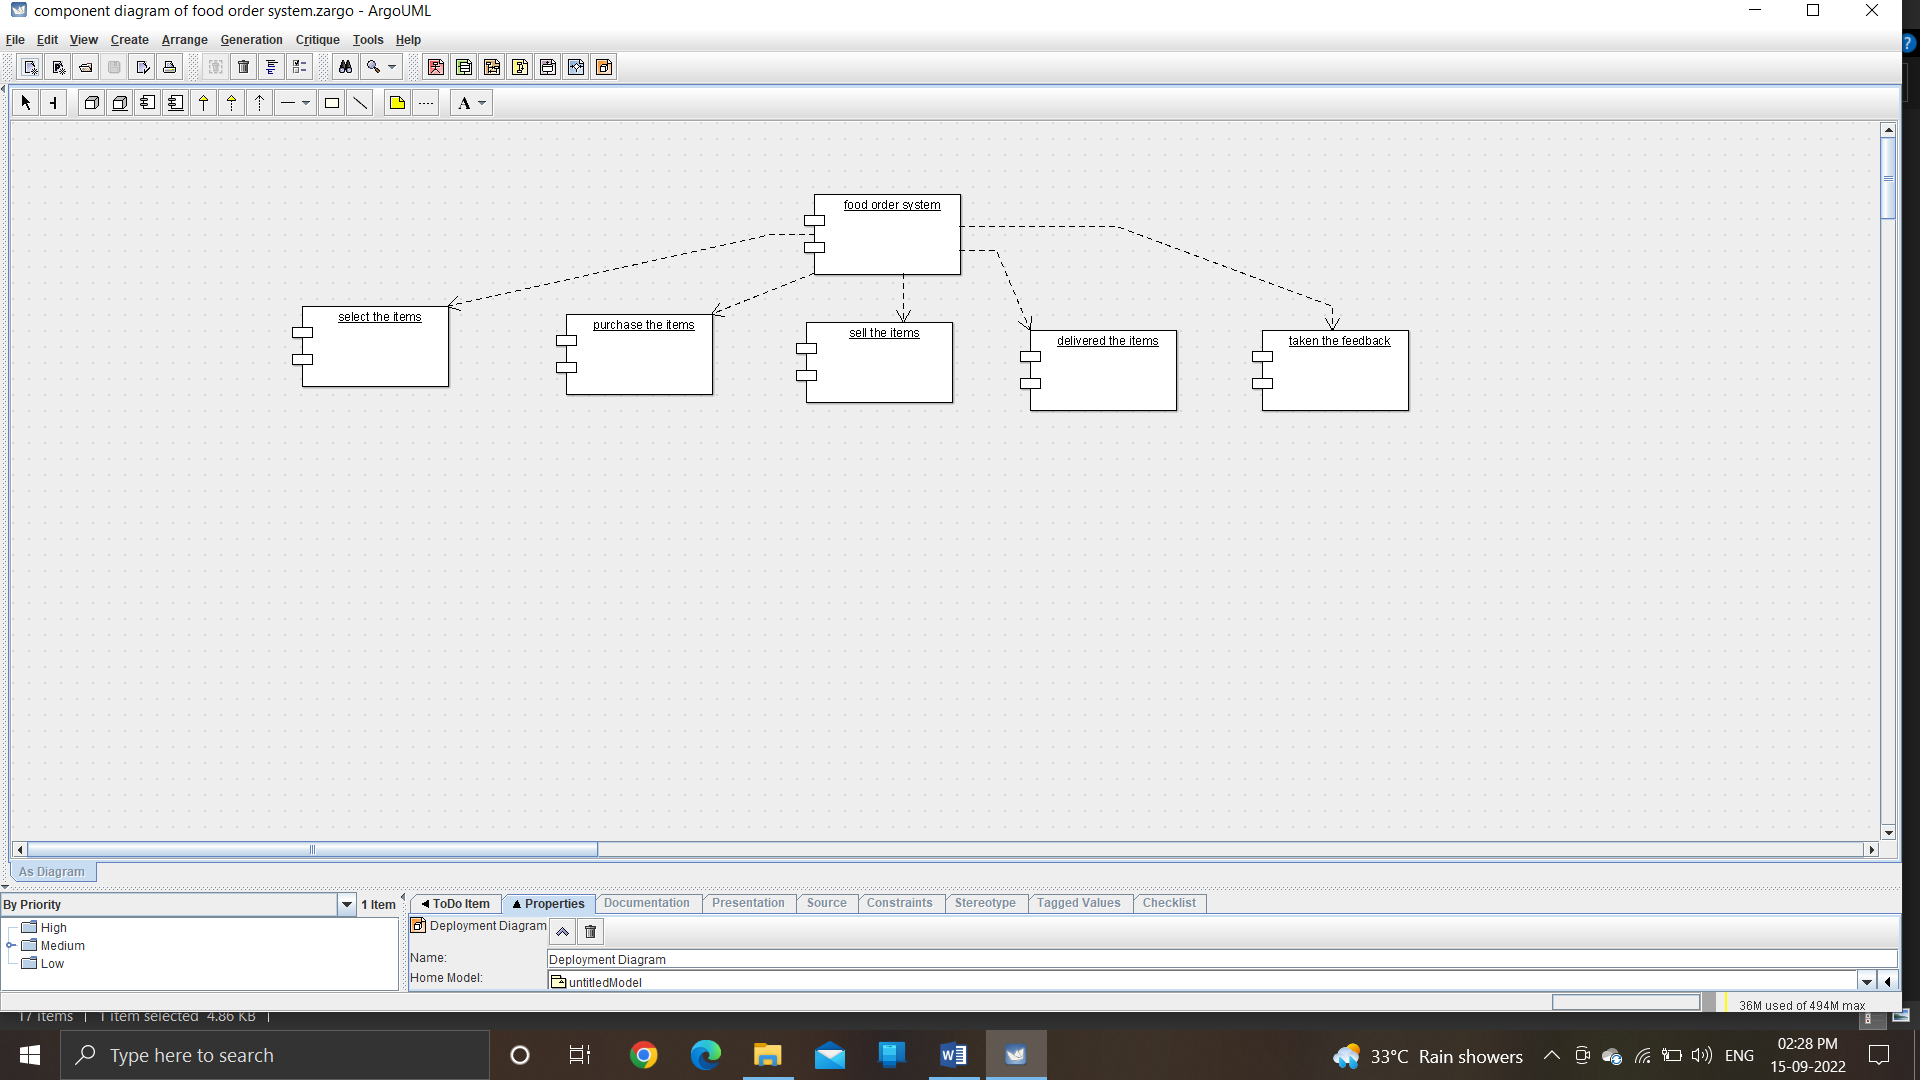 component diagram of food order system.zargo - ArgoUML
File Edit View Create Arrange Generation Critique Tools Help
A
food order system
select the items
purchase the items
sell the items
delivered the items
taken the feedback
As Diagram
By Priority
1 Item
High
Medium
Low
ToDo Item Properties Documentation Presentation Source Constraints Stereotype Tagged Values Checklist
Deployment Diagram
Name:
Deployment Diagram
Home Model:
untitledModel
36M used of 494M max
17 items 1 item selected 4.86 KB
Type here to search
33°C Rain showers
ENG
02:28 PM
15-09-2022